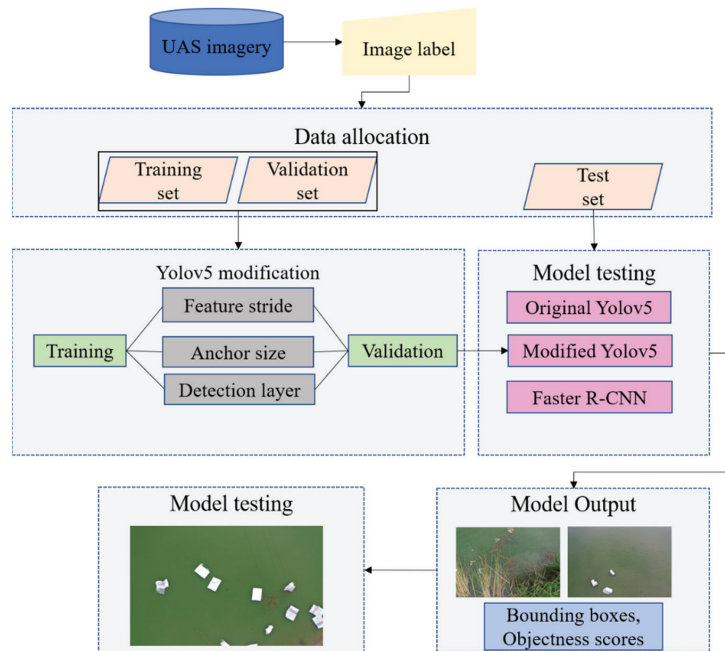 UAS imagery
Image label
Data allocation
Training
set
Validation
set
Test
set
Yolov5 modification
Feature stride
Training
Anchor size
Validation
Detection layer
Model testing
Original Yolov5
Modified Yolov5
Faster R-CNN
Model testing
Model Output
Bounding boxes,
Objectness scores